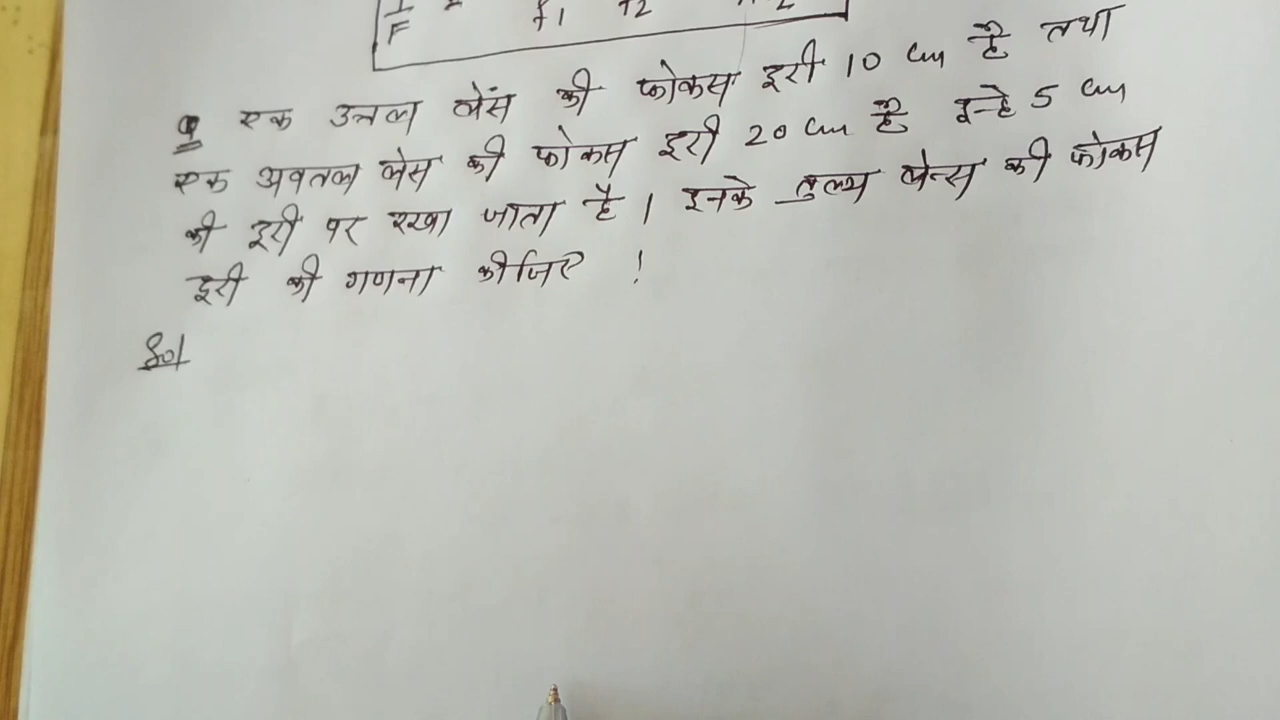 F f1 f2
Q एक उत्तल लेंस की फोकस दूरी 10 cm है तथा
एक अवतल लेंस की फोकस दूरी 20 cm है इन्हे 5 cm
की दूरी पर रखा जाता है । इनके तुल्य लेन्स की फोकस
दूरी की गणना कीजिए !
Sol